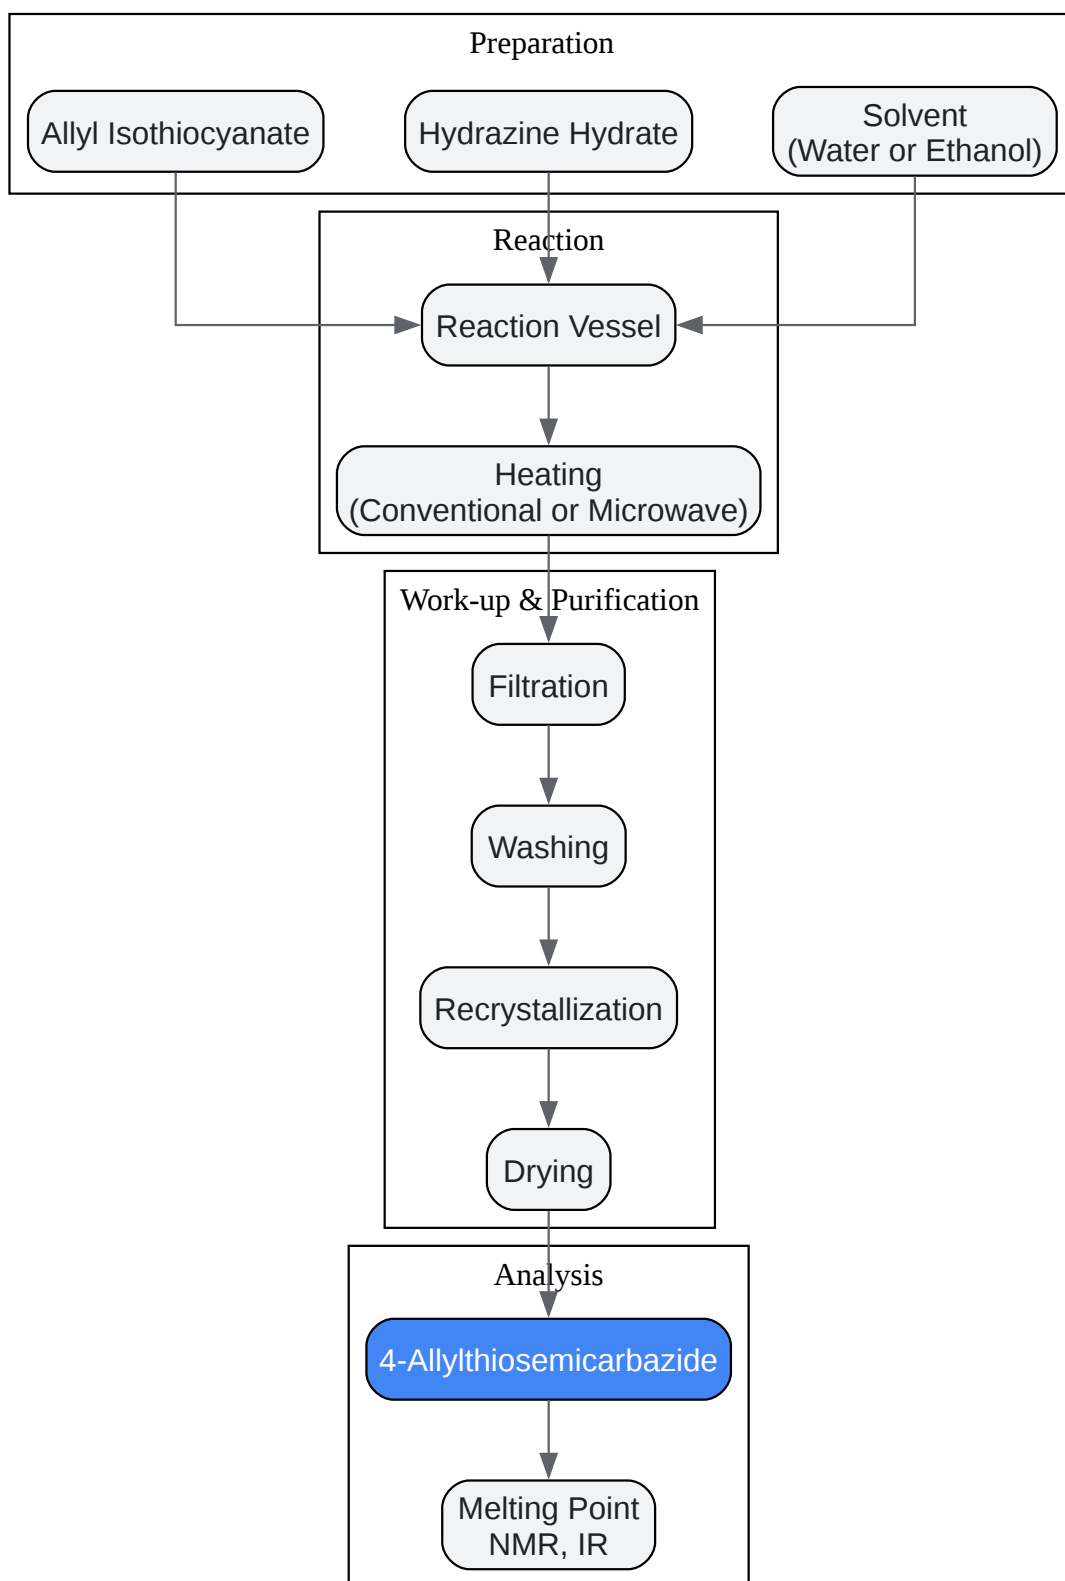 Preparation
Allyl Isothiocyanate
Hydrazine Hydrate
Solvent
(Water or Ethanol)
Reaction
Reaction Vessel
Heating
(Conventional or Microwave)
Work-up & Purification
Filtration
Washing
Recrystallization
Drying
Analysis
4-Allylthiosemicarbazide
Melting Point
NMR, IR